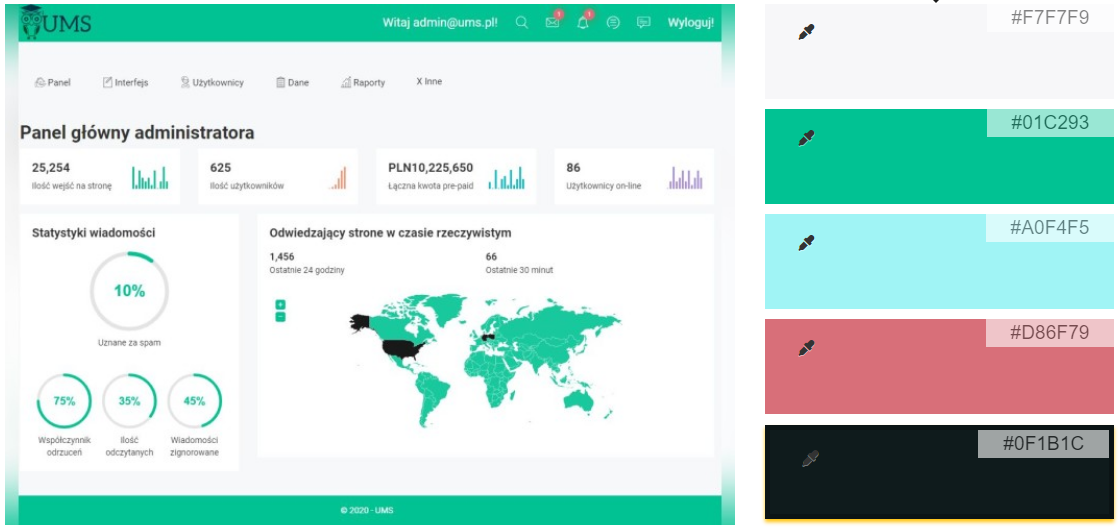 UMS
Witaj admin@ums.pl!
1
1
Wyloguj!
Panel
Interfejs
Użytkownicy
Dane
Raporty
X Inne
Panel główny administratora
25,254
Ilość wejść na stronę
625
Ilość użytkowników
PLN10,225,650
Łączna kwota pre-paid
86
Użytkownicy on-line
Statystyki wiadomości
10%
Uznane za spam
75%
35%
45%
Współczynnik
odrzuceń
Ilość
odczytanych
Wiadomości
zignorowane
Odwiedzający strone w czasie rzeczywistym
1,456
Ostatnie 24 godziny
66
Ostatnie 30 minut
+
−
© 2020 - UMS
#F7F7F9
#01C293
#A0F4F5
#D86F79
#0F1B1C